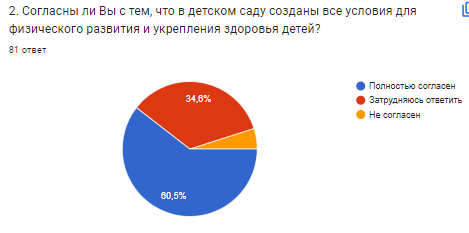 2. Согласны ли Вы с тем, что в детском саду созданы все условия для
физического развития и укрепления здоровья детей?
81 ответ
34,6%
60,5%
Полностью согласен
Затрудняюсь ответить
Не согласен